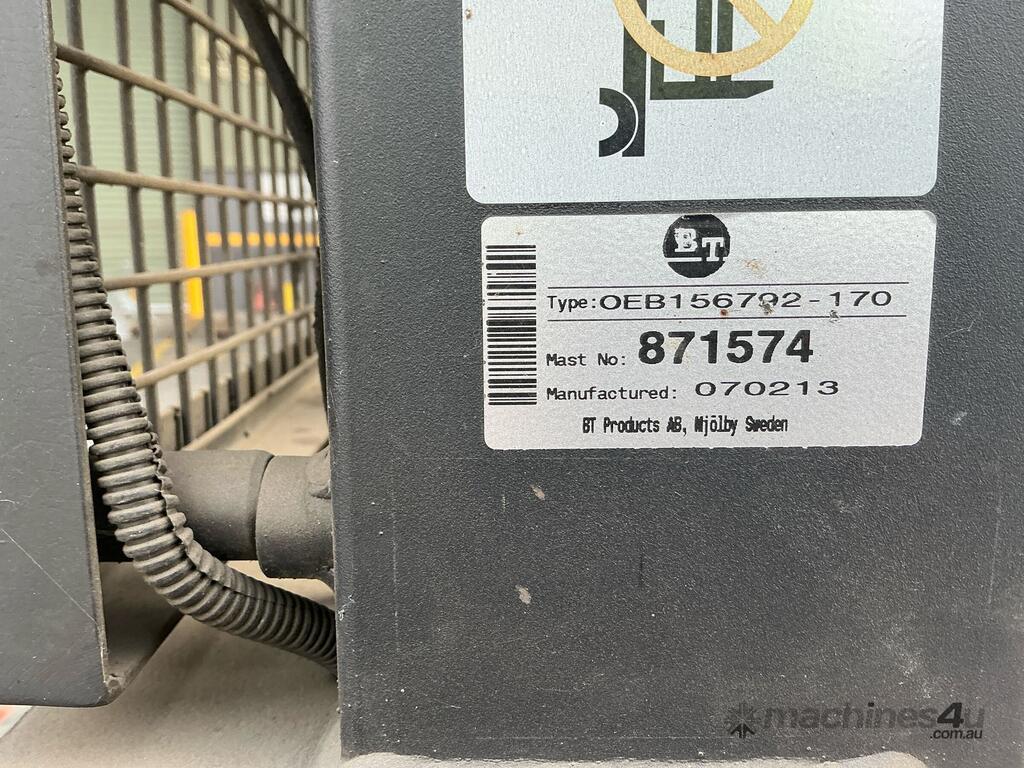 BT
Type:OEB156792-170
Mast No: 871574
Manufactured: 070213
BT Products AB, Mjölby Sweden
machines4u
.com.au